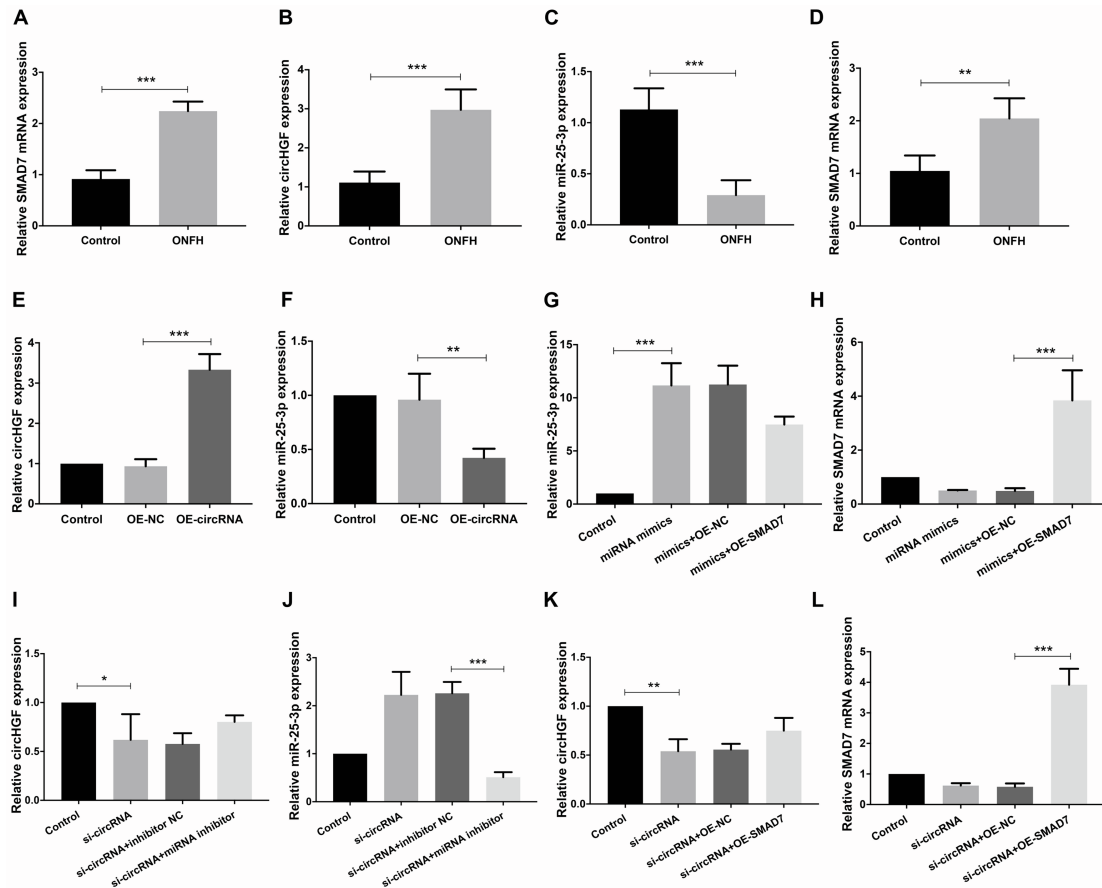 A
Relative SMAD7 mRNA expression
3
2
1
0
***
Control
ONFH
B
Relative circHGF expression
4
3
2
1
0
***
Control
ONFH
C
Relative miR-25-3p expression
1.5
1.0
0.5
0.0
***
Control
ONFH
D
Relative SMAD7 mRNA expression
3
2
1
0
**
Control
ONFH
E
Relative circHGF expression
4
3
2
1
0
***
Control
OE-NC
OE-circRNA
F
Relative miR-25-3p expression
1.5
1.0
0.5
0.0
**
Control
OE-NC
OE-circRNA
G
Relative miR-25-3p expression
15
10
5
0
***
Control
miRNA mimics
mimics+OE-NC
mimics+OE-SMAD7
H
Relative SMAD7 mRNA expression
6
4
2
0
***
Control
miRNA mimics
mimics+OE-NC
mimics+OE-SMAD7
I
Relative circHGF expression
1.5
1.0
0.5
0.0
*
Control
si-circRNA
si-circRNA+inhibitor NC
si-circRNA+miRNA inhibitor
J
Relative miR-25-3p expression
3
2
1
0
***
Control
si-circRNA
si-circRNA+inhibitor NC
si-circRNA+miRNA inhibitor
K
Relative circHGF expression
1.5
1.0
0.5
0.0
**
Control
si-circRNA
si-circRNA+OE-NC
si-circRNA+OE-SMAD7
L
Relative SMAD7 mRNA expression
5
4
3
2
1
0
***
Control
si-circRNA
si-circRNA+OE-NC
si-circRNA+OE-SMAD7